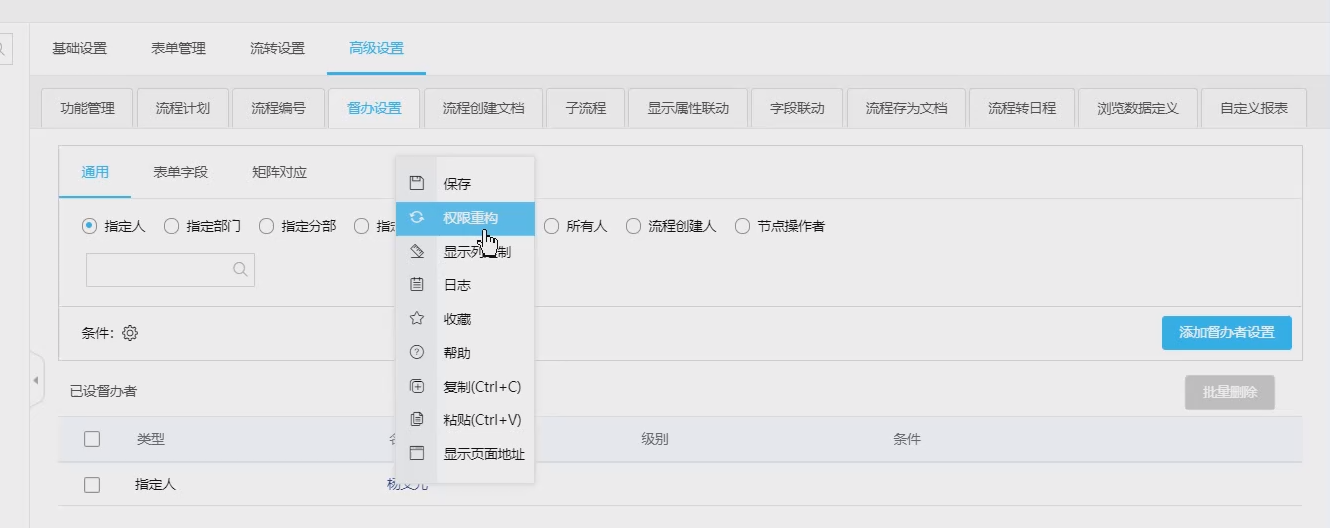 基础设置 表单管理 流转设置 高级设置
功能管理 流程计划 流程编号 督办设置 流程创建文档 子流程 显示属性联动 字段联动 流程存为文档 流程转日程 浏览数据定义 自定义报表
通用 表单字段 矩阵对应
保存
指定人 指定部门 指定分部 指定 权限重构 所有人 流程创建人 节点操作者
显示列 制
日志
收藏
条件: 添加督办者设置
帮助
复制(Ctrl+C)
已设督办者 批量删除
粘贴(Ctrl+V)
类型 级别 条件
显示页面地址
指定人